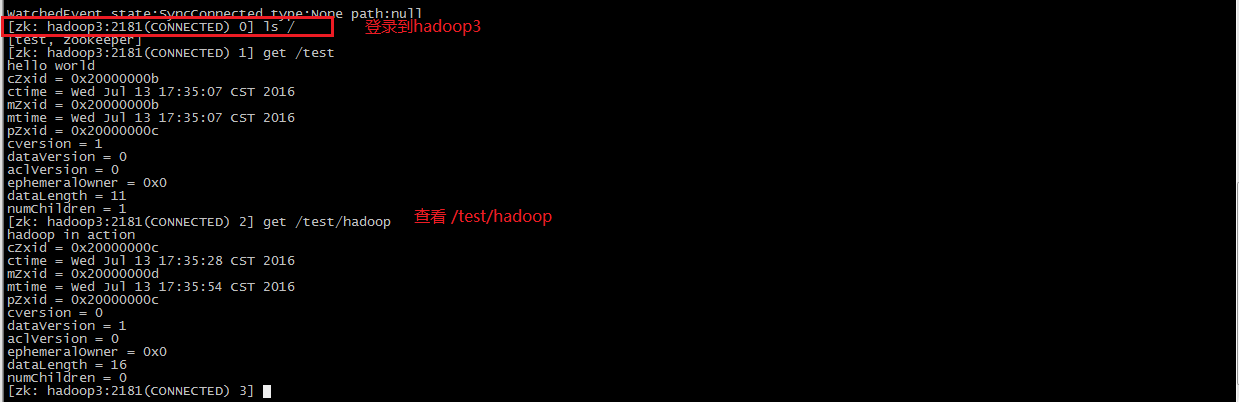 WatchedEvent state:SyncConnected type:None path:null
[zk: hadoop3:2181(CONNECTED) 0] ls /
登录到hadoop3
[test, zookeeper]
[zk: hadoop3:2181(CONNECTED) 1] get /test
hello world
cZxid = 0x20000000b
ctime = Wed Jul 13 17:35:07 CST 2016
mZxid = 0x20000000b
mtime = Wed Jul 13 17:35:07 CST 2016
pZxid = 0x20000000c
cversion = 1
dataVersion = 0
aclVersion = 0
ephemeralOwner = 0x0
dataLength = 11
numChildren = 1
[zk: hadoop3:2181(CONNECTED) 2] get /test/hadoop
查看 /test/hadoop
hadoop in action
cZxid = 0x20000000c
ctime = Wed Jul 13 17:35:28 CST 2016
mZxid = 0x20000000d
mtime = Wed Jul 13 17:35:54 CST 2016
pZxid = 0x20000000c
cversion = 0
dataVersion = 1
aclVersion = 0
ephemeralOwner = 0x0
dataLength = 16
numChildren = 0
[zk: hadoop3:2181(CONNECTED) 3]